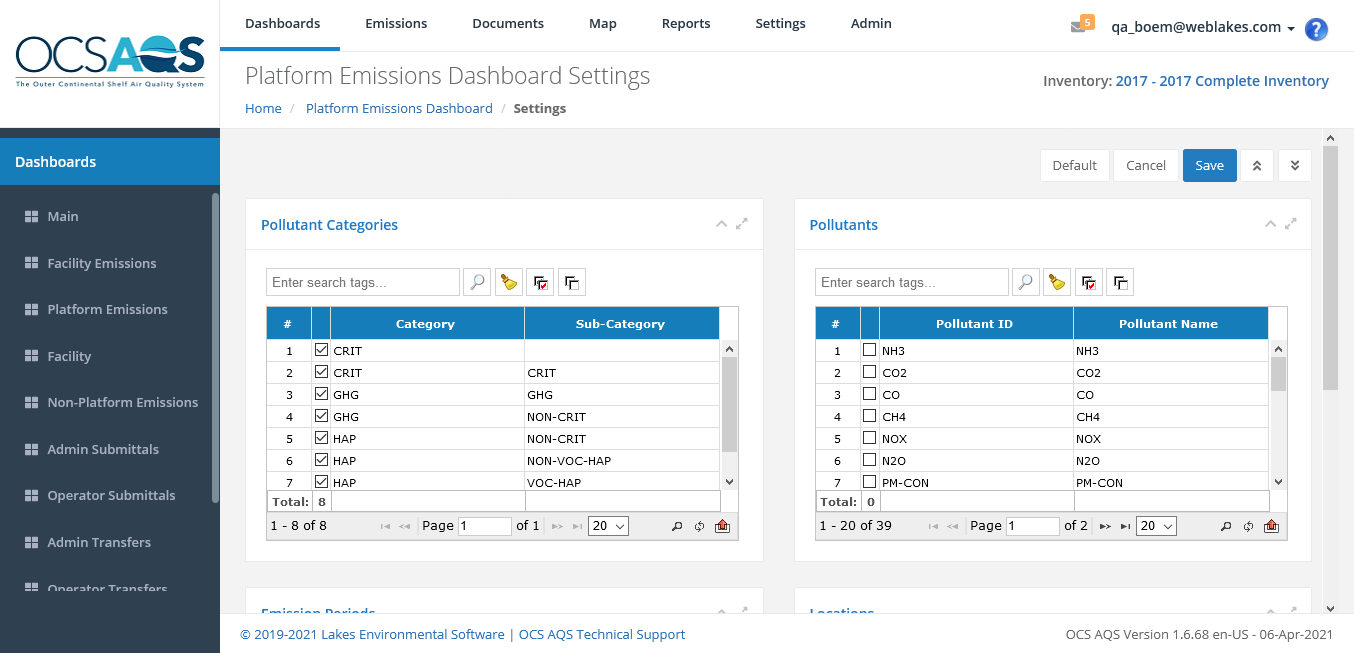 OCSAQS
The Outer Continental Shelf Air Quality System
Dashboards Emissions Documents Map Reports Settings Admin
5 qa_boem@weblakes.com ?
Platform Emissions Dashboard Settings
Inventory: 2017 - 2017 Complete Inventory
Home / Platform Emissions Dashboard / Settings
Dashboards
Main
Facility Emissions
Platform Emissions
Facility
Non-Platform Emissions
Admin Submittals
Operator Submittals
Admin Transfers
Operator Transfers
Default Cancel Save
Pollutant Categories
Enter search tags...
# Category Sub-Category
1 CRIT
2 CRIT CRIT
3 GHG GHG
4 GHG NON-CRIT
5 HAP NON-CRIT
6 HAP NON-VOC-HAP
7 HAP VOC-HAP
Total: 8
1 - 8 of 8 Page 1 of 1 20
Pollutants
Enter search tags...
# Pollutant ID Pollutant Name
1 NH3 NH3
2 CO2 CO2
3 CO CO
4 CH4 CH4
5 NOX NOX
6 N2O N2O
7 PM-CON PM-CON
Total: 0
1 - 20 of 39 Page 1 of 2 20
Emission Periods
Locations
© 2019-2021 Lakes Environmental Software | OCS AQS Technical Support
OCS AQS Version 1.6.68 en-US - 06-Apr-2021